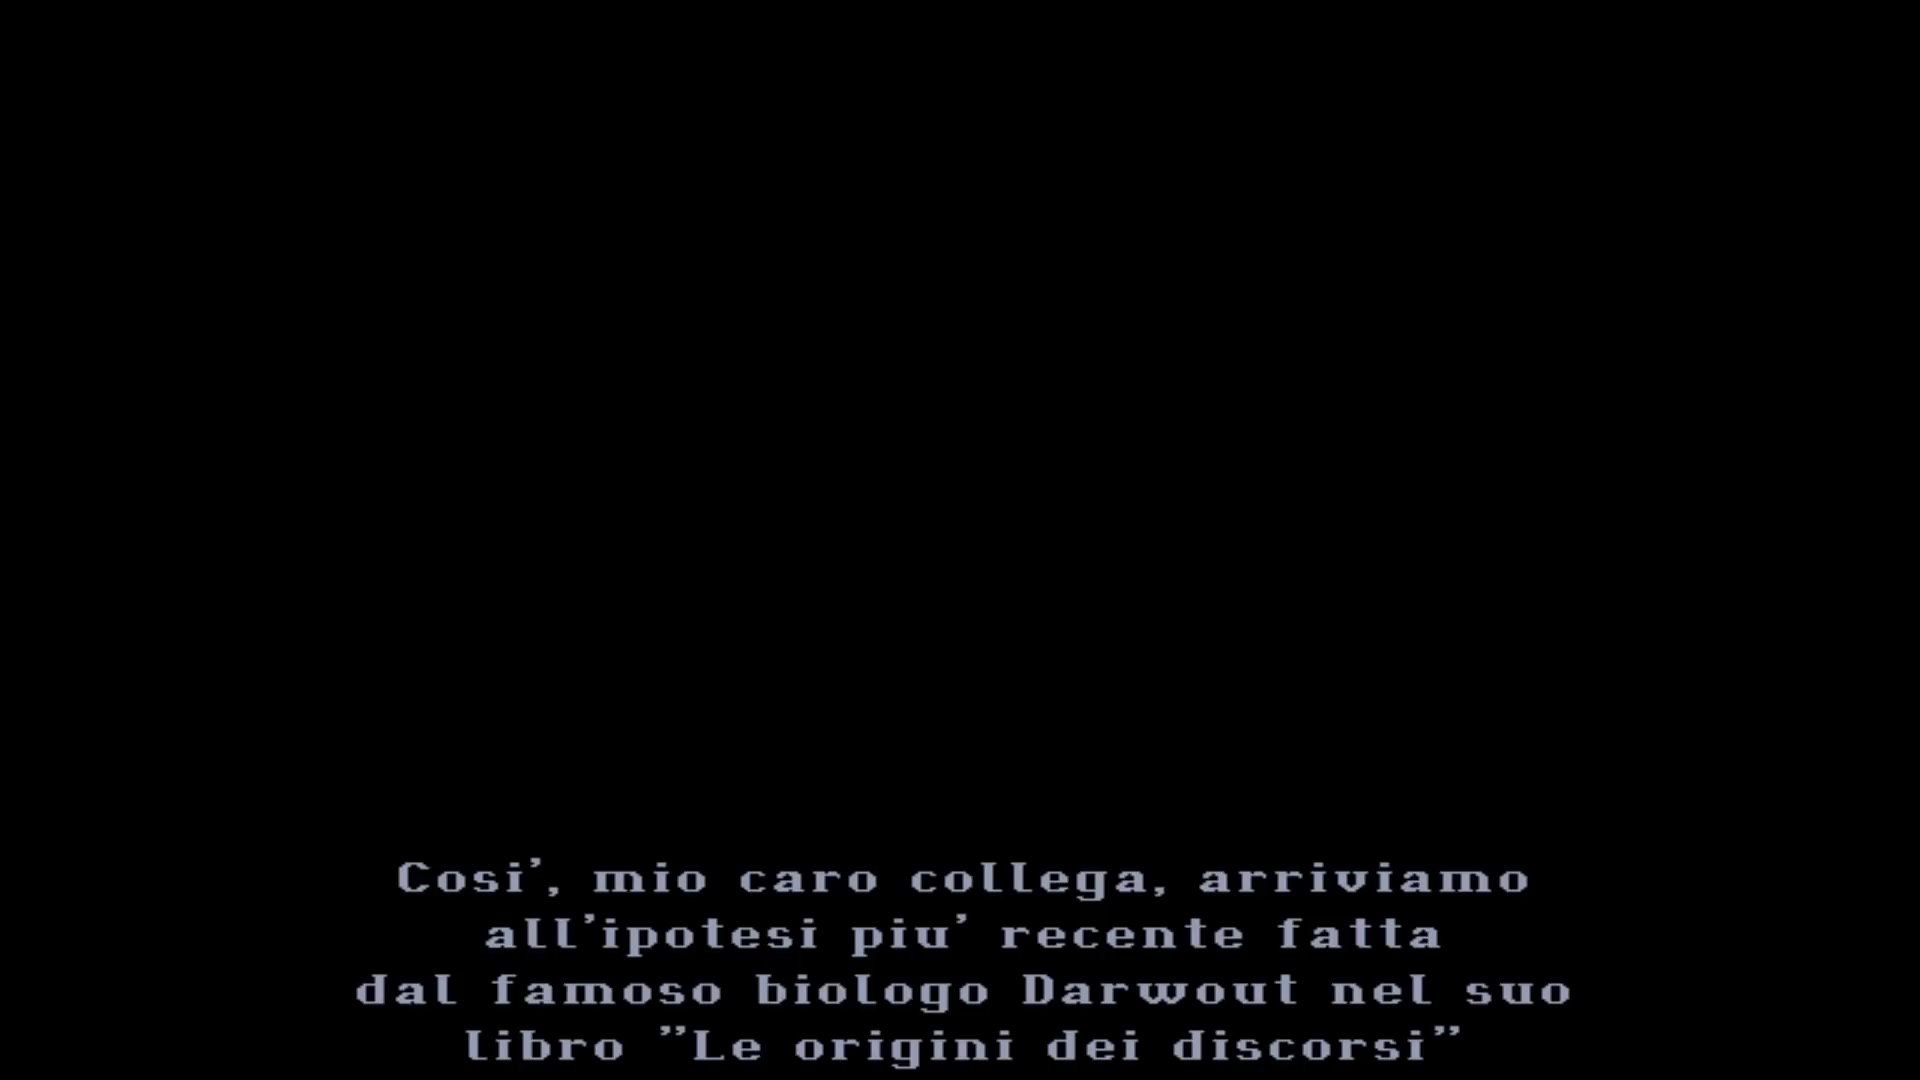 Cosi', mio caro collega, arriviamo
all'ipotesi piu' recente fatta
dal famoso biologo Darwout nel suo
libro "Le origini dei discorsi"